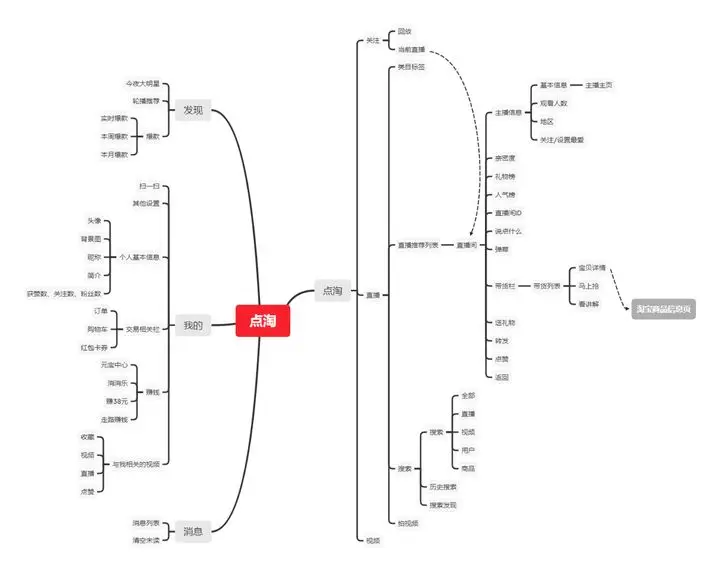 点淘
发现
今夜大明星
轮播推荐
爆款
实时爆款
本周爆款
本月爆款
我的
扫一扫
其他设置
个人基本信息
头像
背景图
昵称
简介
获赞数、关注数、粉丝数
交易相关栏
订单
购物车
红包卡券
赚钱
元宝中心
消消乐
赚38元
走路赚钱
与我相关的视频
收藏
视频
直播
点赞
消息
消息列表
清空未读
点淘
关注
回放
当前直播
直播
类目标签
直播推荐列表
直播间
主播信息
基本信息
主播主页
观看人数
地区
关注/设置最爱
亲密度
礼物榜
人气榜
直播间ID
说点什么
弹幕
带货栏
带货列表
宝贝详情
淘宝商品信息页
马上抢
看讲解
送礼物
转发
点赞
返回
搜索
搜索
全部
直播
视频
用户
商品
历史搜索
搜索发现
拍视频
视频